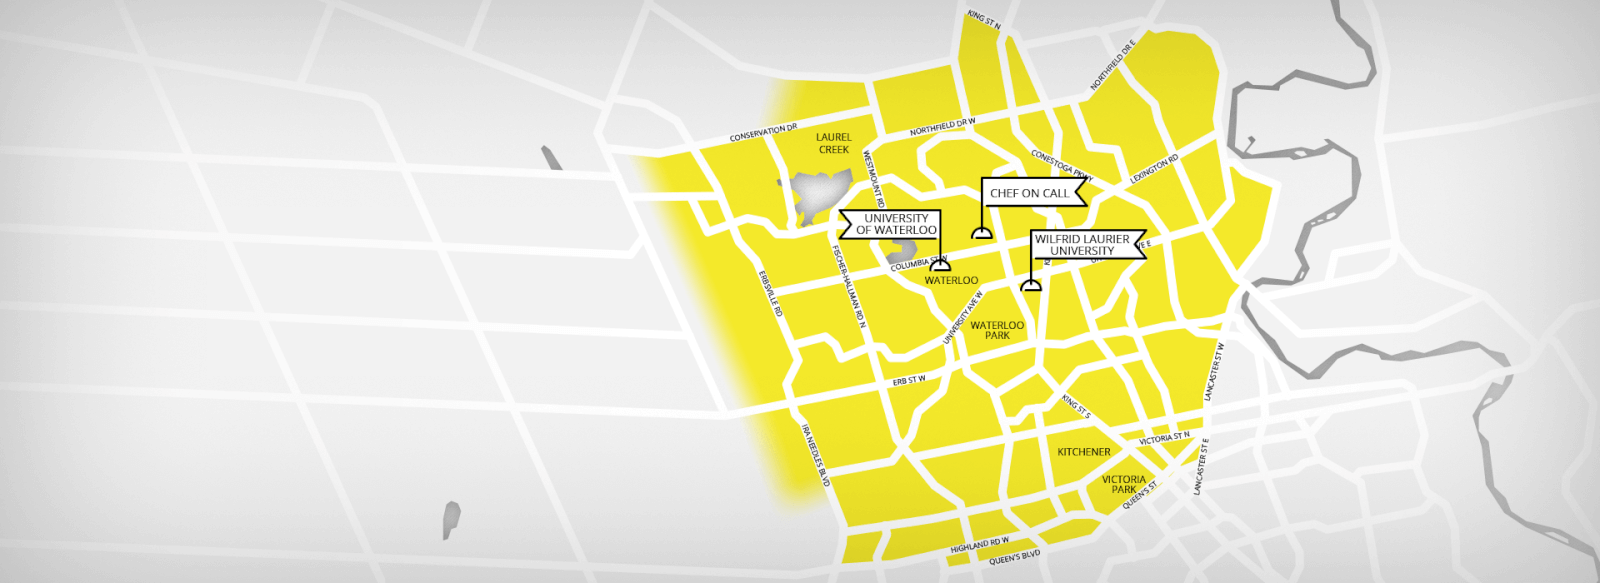 KING ST N
NORTHFIELD DR E
CONSERVATION DR
NORTHFIELD DR W
LAUREL
CREEK
WESTMOUNT RD
CONESTOGA PKWY
LEXINGTON RD
CHEF ON CALL
UNIVERSITY
OF WATERLOO
WILFRID LAURIER
UNIVERSITY
VE E
COLUMBIA ST W
WATERLOO
ERBSVILLE RD
FISCHER-HALLMAN RD N
UNIVERSITY AVE W
WATERLOO
PARK
ERB ST W
LANCASTER ST W
KING ST S
IRA NEEDLES BLVD
VICTORIA ST N
KITCHENER
LANCASTER ST E
VICTORIA
PARK
QUEEN'S ST
HIGHLAND RD W
QUEEN'S BLVD